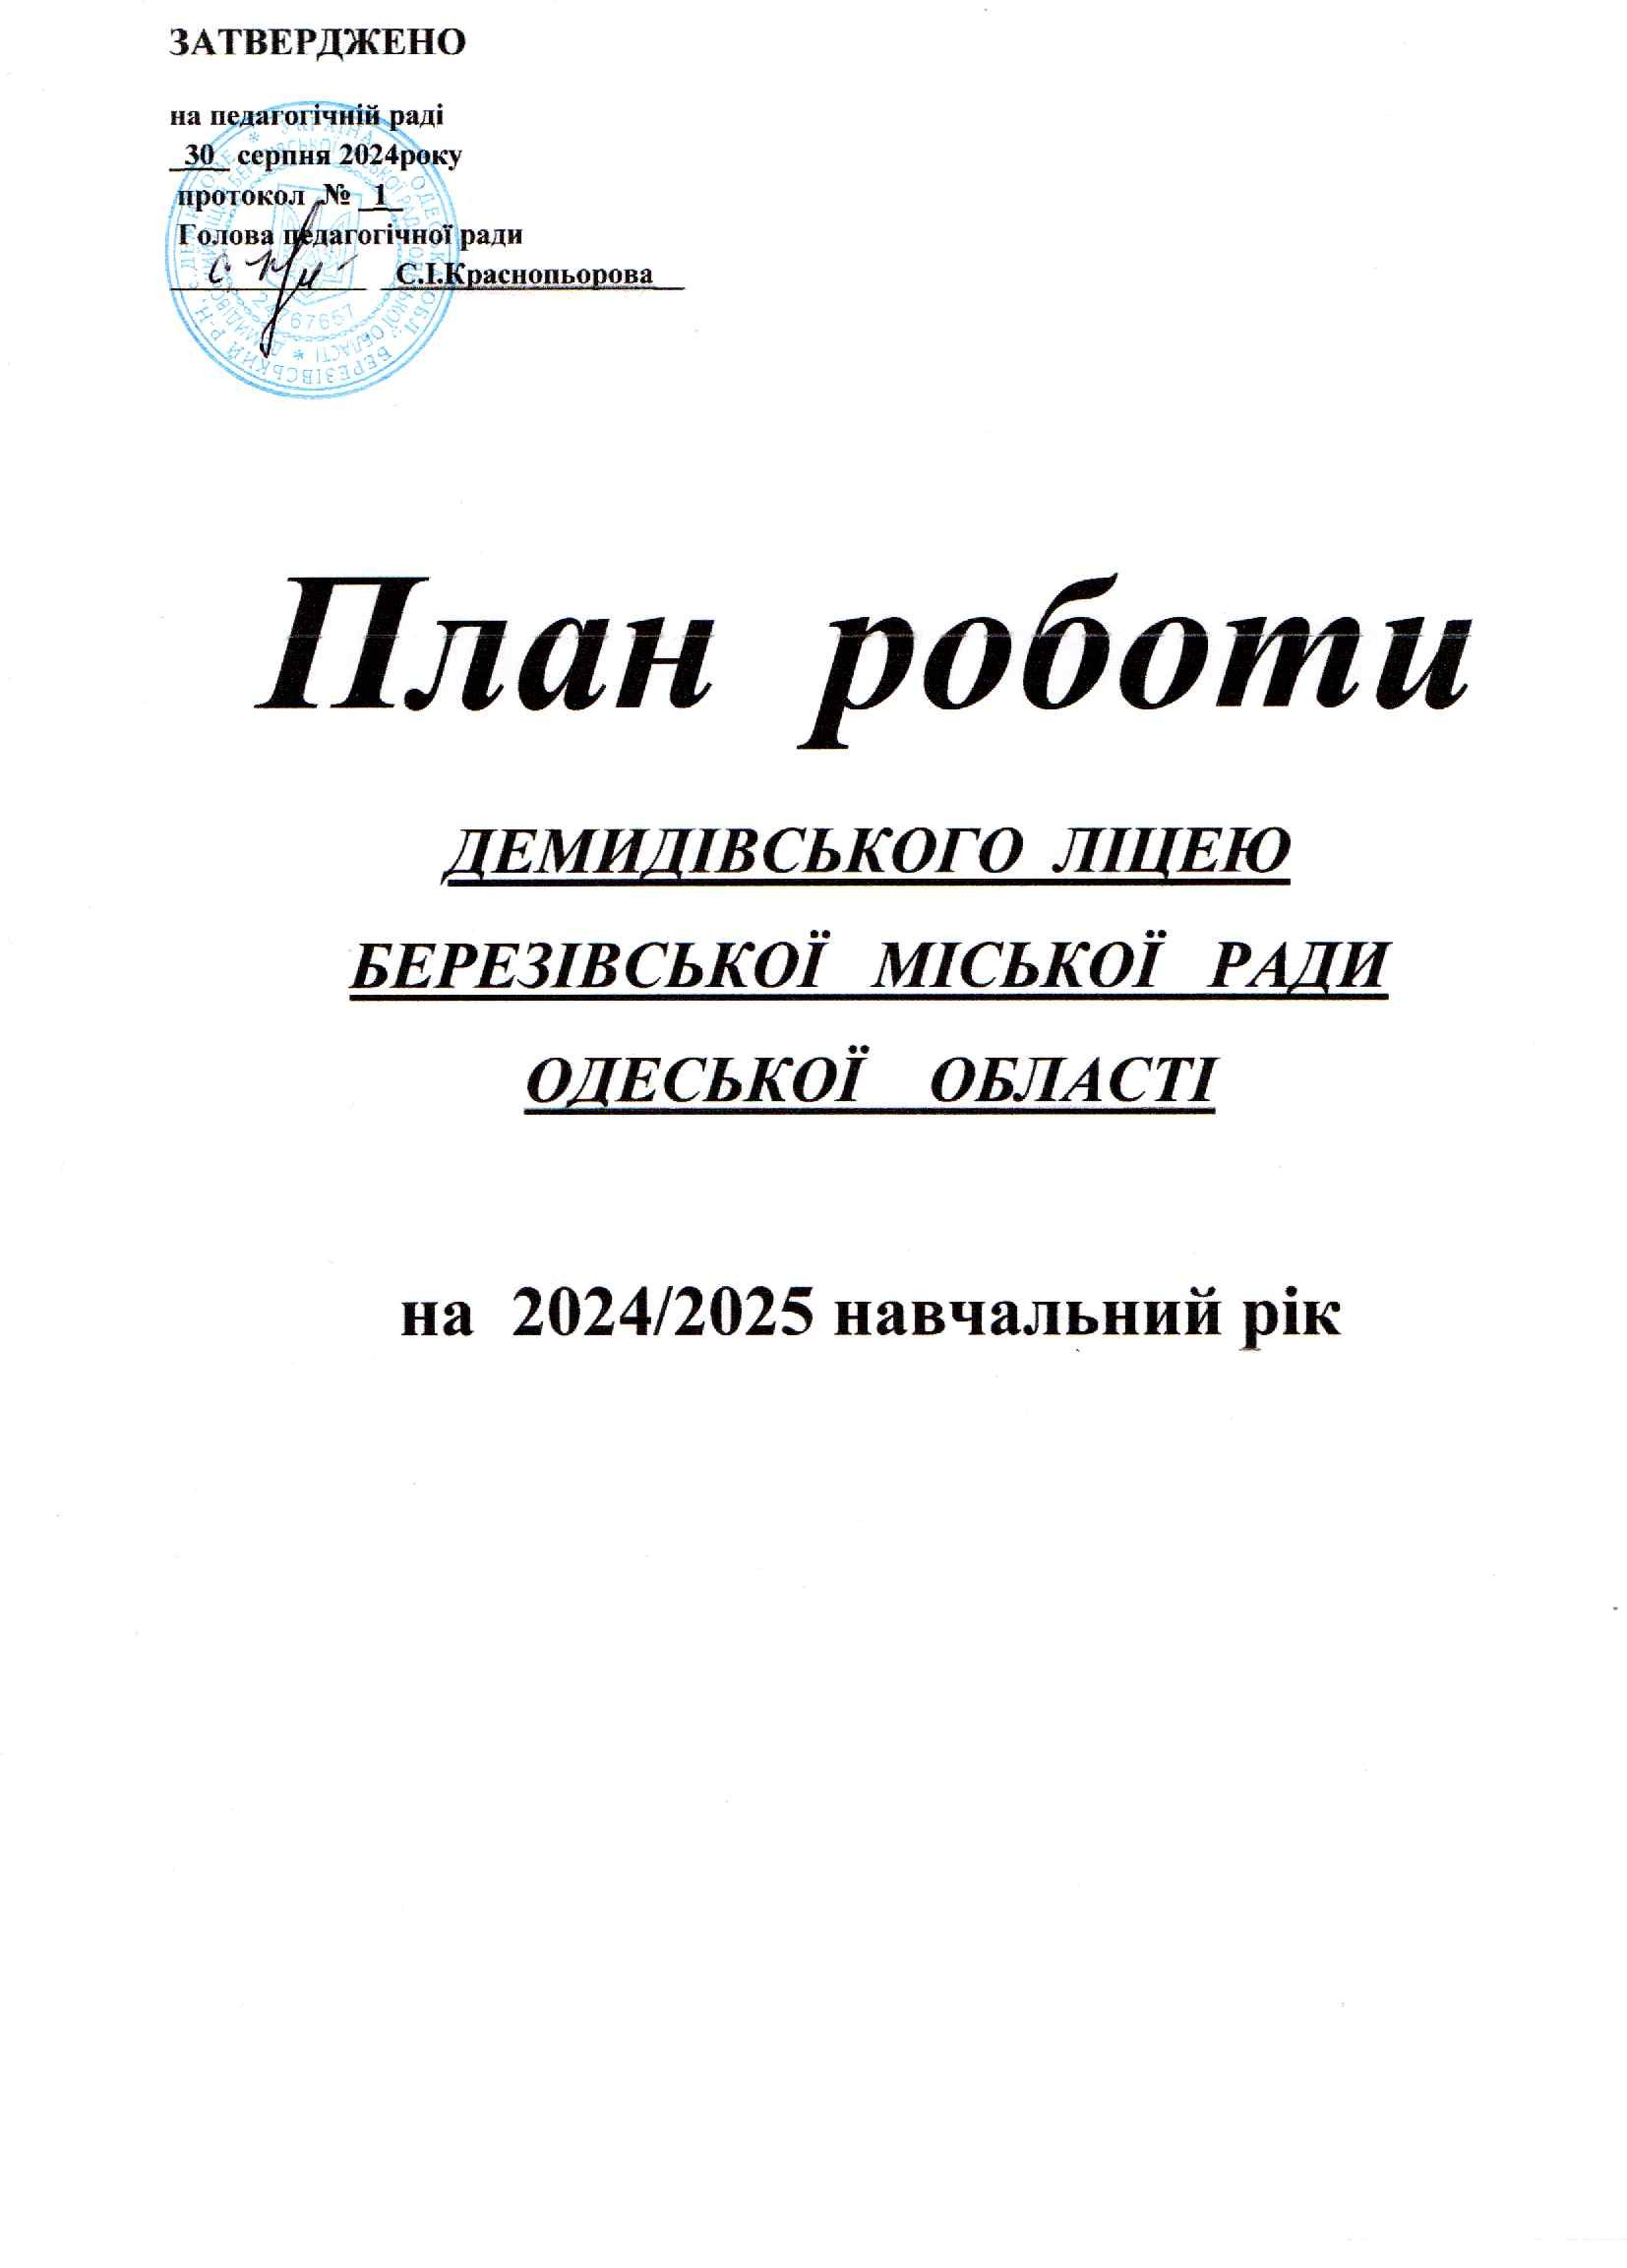 ЗАТВЕРДЖЕНО
на педагогічній раді
30 серпня 2024року
протокол № 1
Голова педагогічної ради
С.І.Краснопьорова
План роботи
ДЕМИДІВСЬКОГО ЛІЦЕЮ
БЕРЕЗІВСЬКОЇ МІСЬКОЇ РАДИ
ОДЕСЬКОЇ ОБЛАСТІ
на 2024/2025 навчальний рік